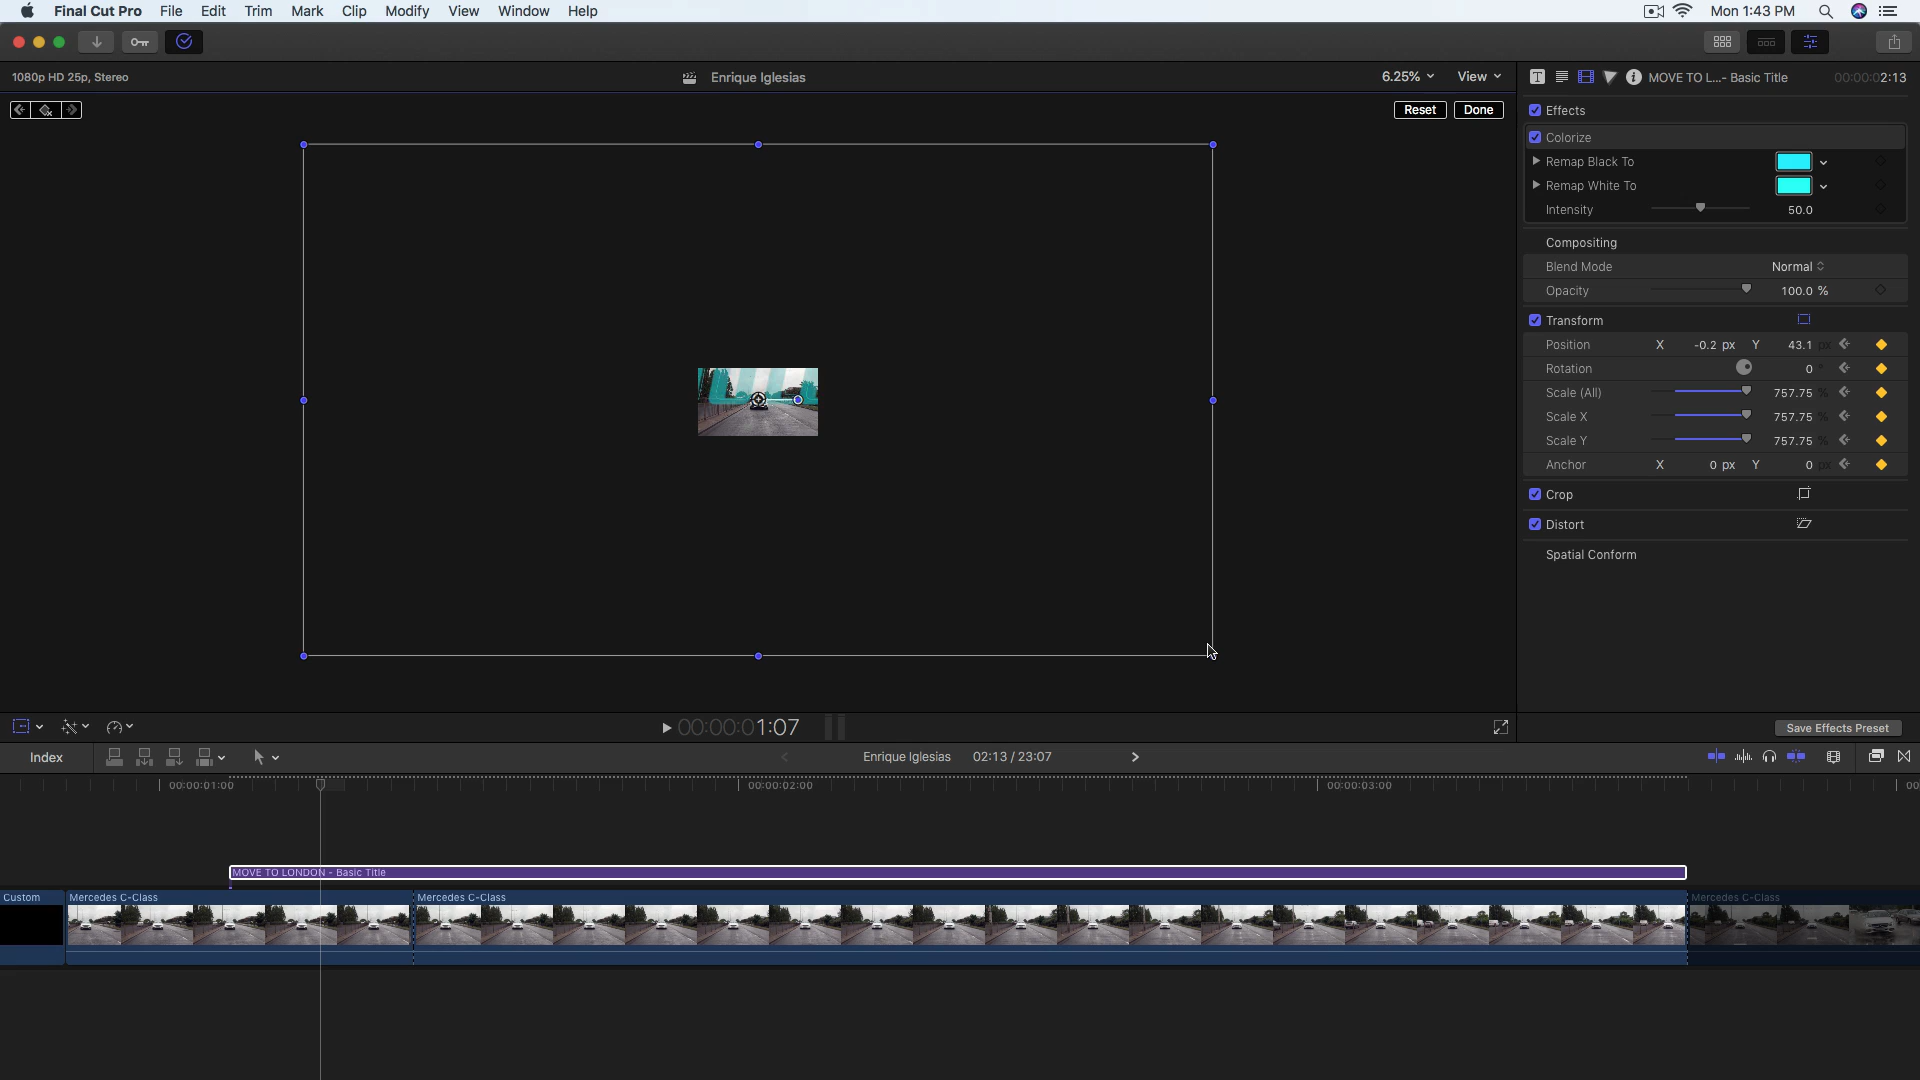 Final Cut Pro File Edit Trim Mark Clip Modify View Window Help Mon 1:43 PM
1080p HD 25p, Stereo Enrique Iglesias 6.25% View MOVE TO L...- Basic Title 00:00:02:13
Reset Done
Effects
Colorize
Remap Black To
Remap White To
Intensity 50.0
Compositing
Blend Mode Normal
Opacity 100.0 %
Transform
Position X -0.2 px Y 43.1 px
Rotation 0 °
Scale (All) 757.75 %
Scale X 757.75 %
Scale Y 757.75 %
Anchor X 0 px Y 0 px
Crop
Distort
Spatial Conform
00:00:01:07 Save Effects Preset
Index Enrique Iglesias 02:13 / 23:07
00:00:01:00 00:00:02:00 00:00:03:00 00
MOVE TO LONDON - Basic Title
Custom Mercedes C-Class Mercedes C-Class Mercedes C-Class